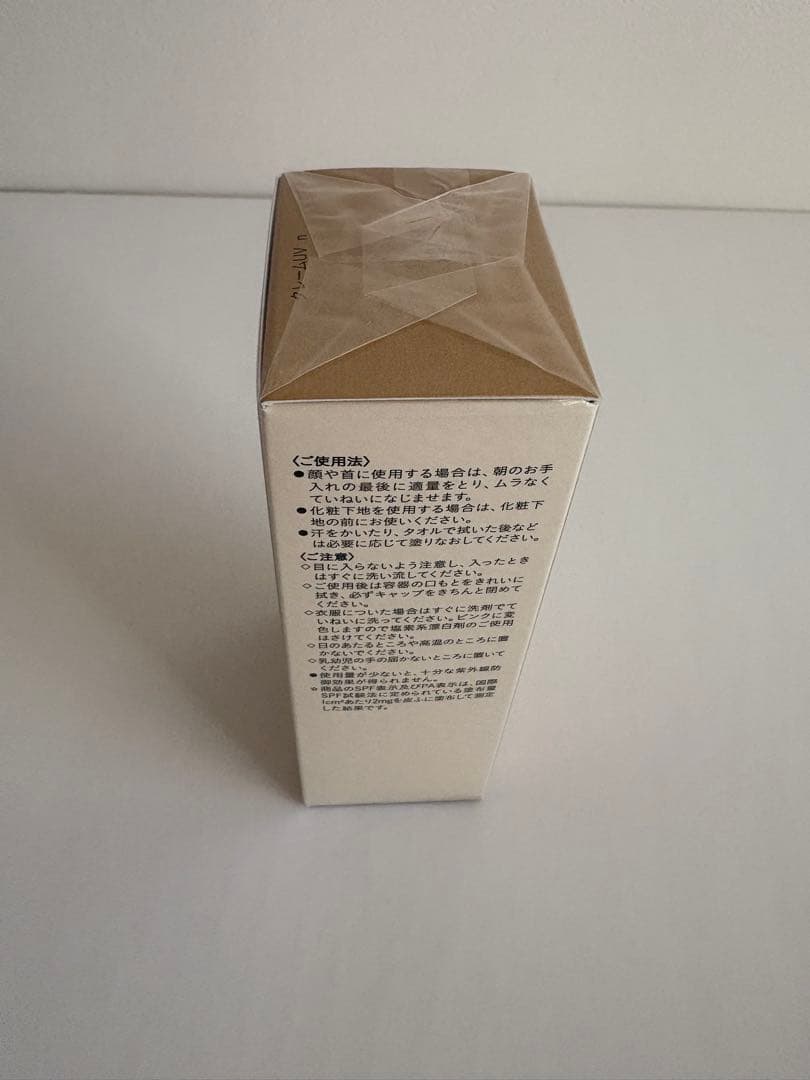 クリームUV n
〈ご使用法〉
●顔や首に使用する場合は、朝のお手
入れの最後に適量をとり、ムラなく
ていねいになじませます。
●化粧下地を使用する場合は、化粧下
地の前にお使いください。
●汗をかいたり、タオルで拭いた後など
は必要に応じて塗りなおしてください。
〈ご注意〉
◇目に入らないよう注意し、入ったとき
はすぐに洗い流してください。
◇ご使用後は容器の口もとをきれいに
拭き、必ずキャップをきちんと閉めて
ください。
◇衣服についた場合はすぐに洗剤でて
いねいに洗ってください。ピンクに変
色しますので塩素系漂白剤のご使用
はさけてください。
◇日のあたるところや高温のところに置
かないでください。
◇乳幼児の手の届かないところに置いて
ください。
●使用量が少ないと、十分な紫外線防
御効果が得られません。
☆商品のSPF表示及びPA表示は、国際
SPF試験法に定められている塗布量
1cm²あたり2mgを皮ふに塗布して測定
した結果です。